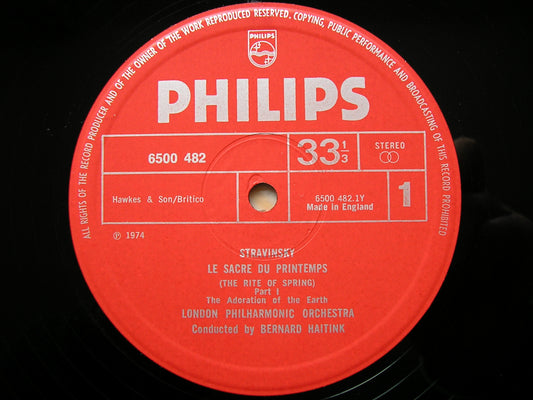 ALL RIGHTS OF THE RECORD PRODUCER AND OF THE OWNER OF THE WORK REPRODUCED RESERVED. COPYING, PUBLIC PERFORMANCE AND BROADCASTING OF THIS RECORD PROHIBITED
PHILIPS
PHILIPS
6500 482
33 1/3
STEREO
Hawkes & Son/Britico
6500 482.1Y
Made in England
1
℗ 1974
STRAVINSKY
LE SACRE DU PRINTEMPS
(THE RITE OF SPRING)
Part I
The Adoration of the Earth
LONDON PHILHARMONIC ORCHESTRA
Conducted by BERNARD HAITINK